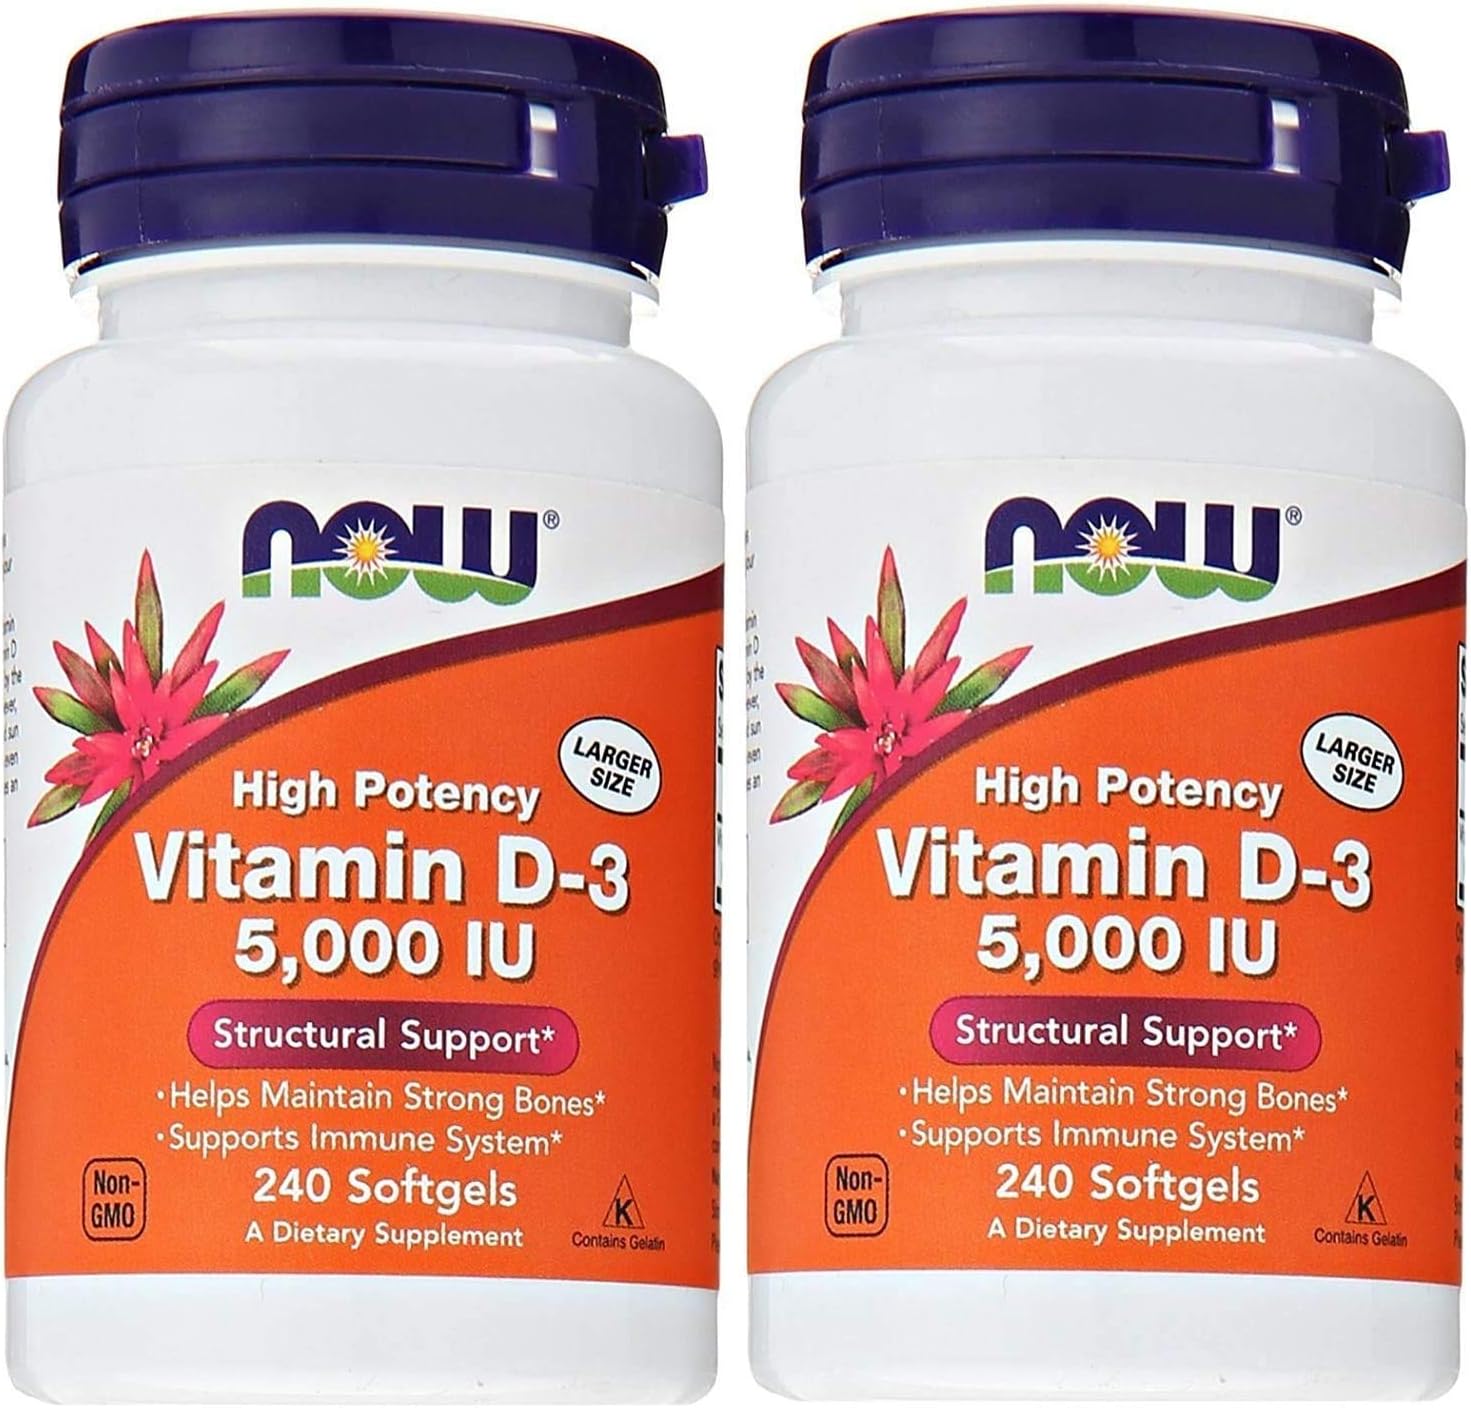 now®
LARGER
SIZE
High Potency
Vitamin D-3
5,000 IU
Structural Support*
•Helps Maintain Strong Bones*
•Supports Immune System*
240 Softgels
Non-
GMO
A Dietary Supplement
K
Contains Gelatin
now®
LARGER
SIZE
High Potency
Vitamin D-3
5,000 IU
Structural Support*
•Helps Maintain Strong Bones*
•Supports Immune System*
240 Softgels
Non-
GMO
A Dietary Supplement
K
Contains Gelatin